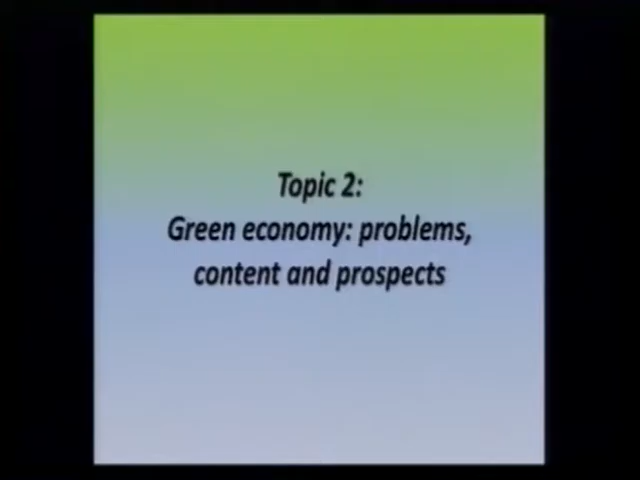 Topic 2:
Green economy: problems,
content and prospects